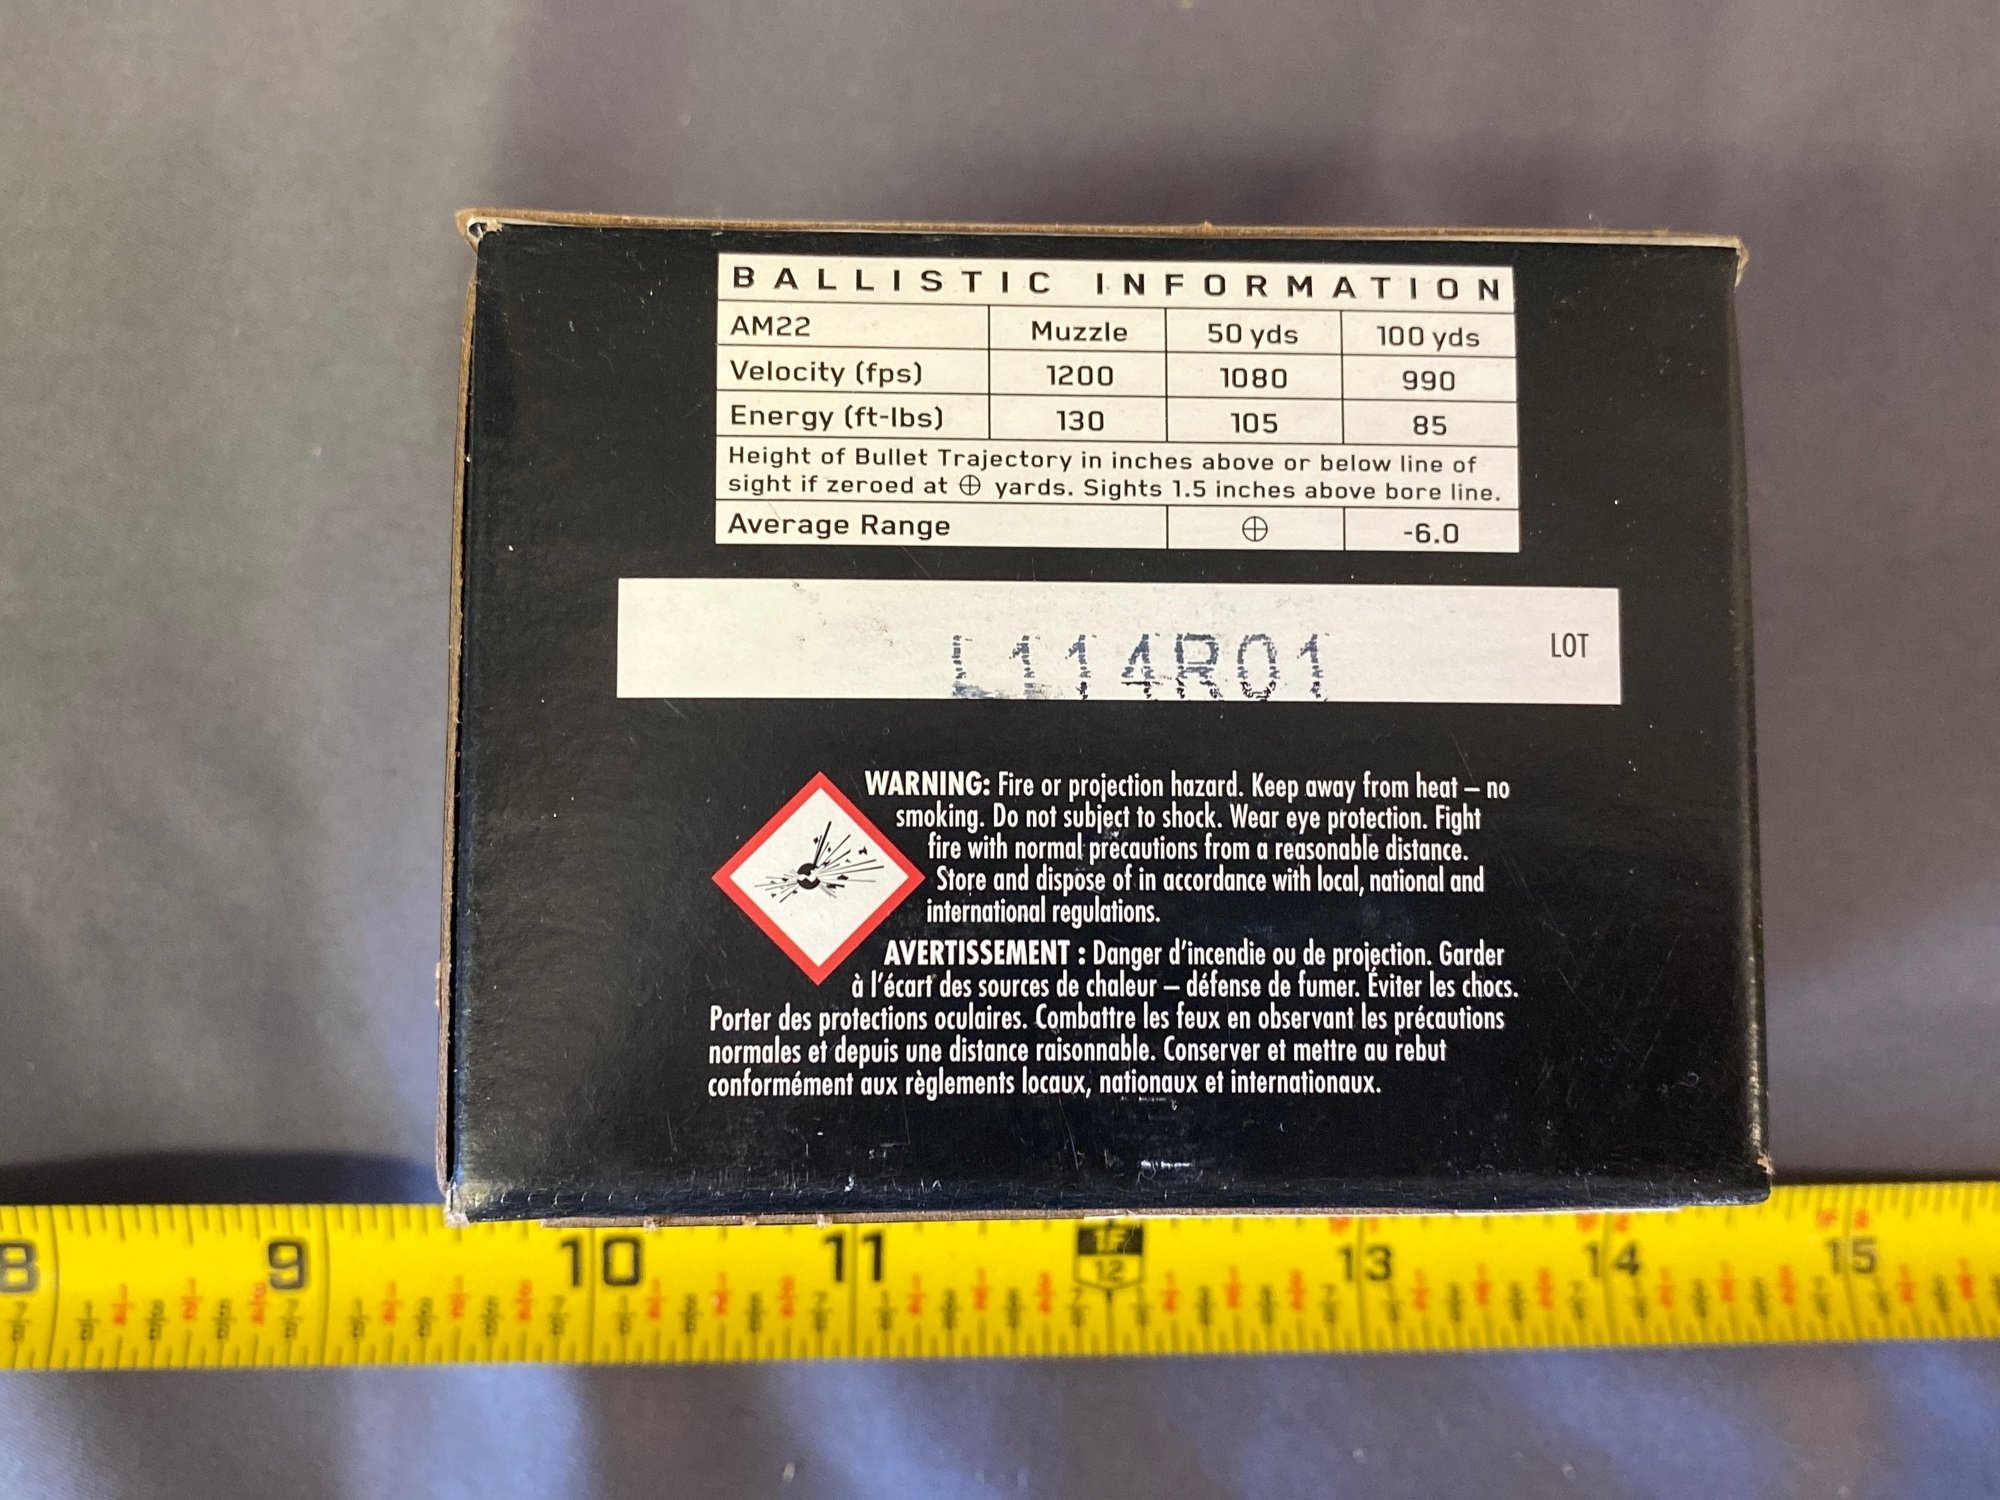 BALLISTIC INFORMATION
AM22 Muzzle 50 yds 100 yds
Velocity (fps) 1200 1080 990
Energy (ft-lbs) 130 105 85
Height of Bullet Trajectory in inches above or below line of
sight if zeroed at ⊕ yards. Sights 1.5 inches above bore line.
Average Range ⊕ -6.0
LOT
WARNING: Fire or projection hazard. Keep away from heat – no
smoking. Do not subject to shock. Wear eye protection. Fight
fire with normal precautions from a reasonable distance.
Store and dispose of in accordance with local, national and
international regulations.
AVERTISSEMENT : Danger d'incendie ou de projection. Garder
à l'écart des sources de chaleur – défense de fumer. Éviter les chocs.
Porter des protections oculaires. Combattre les feux en observant les précautions
normales et depuis une distance raisonnable. Conserver et mettre au rebut
conformément aux règlements locaux, nationaux et internationaux.
8 9 10 11 1F 13 14 15
12